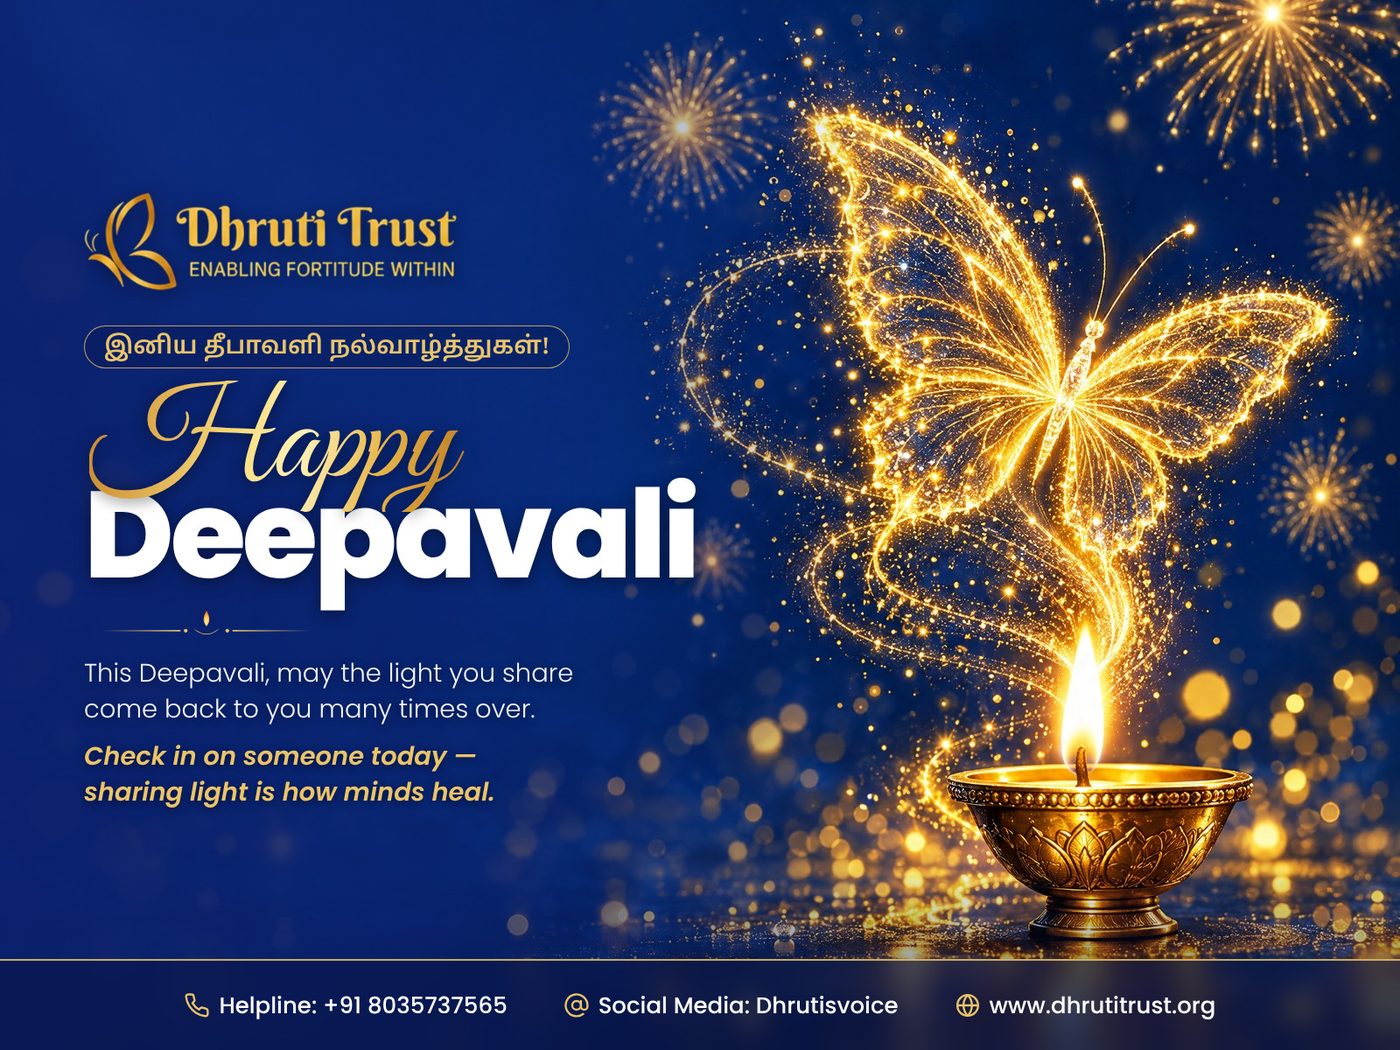 Dhruti Trust
ENABLING FORTITUDE WITHIN
இனிய தீபாவளி நல்வாழ்த்துகள்!
Happy
Deepavali
This Deepavali, may the light you share
come back to you many times over.
Check in on someone today —
sharing light is how minds heal.
Helpline: +91 8035737565
Social Media: Dhrutisvoice
www.dhrutitrust.org